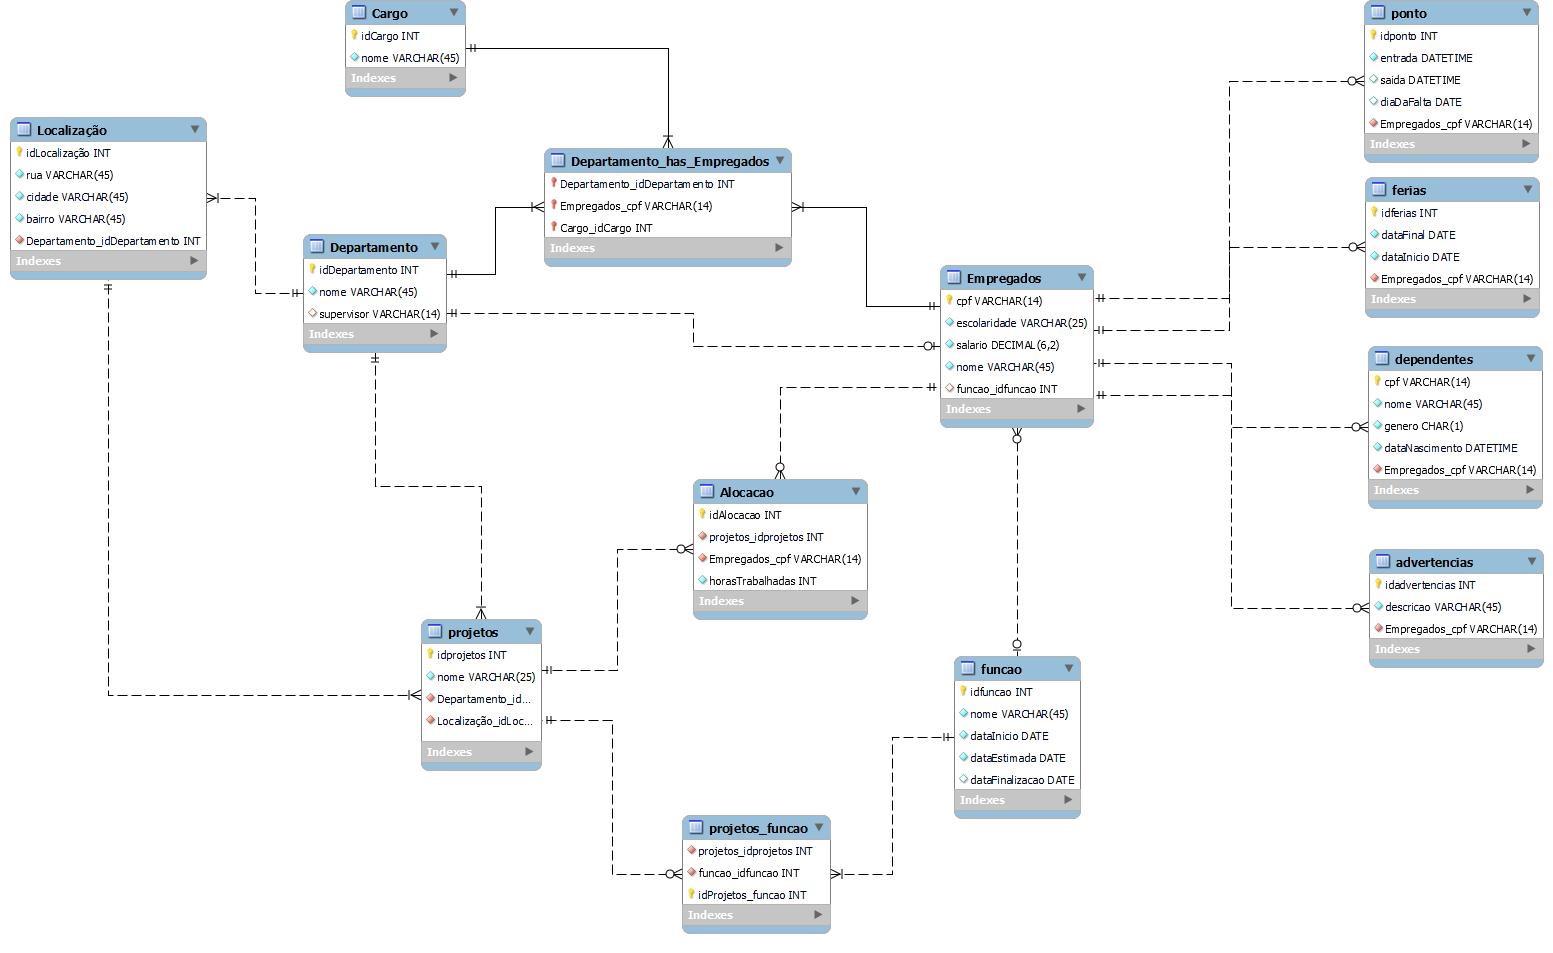 Cargo
idCargo INT
nome VARCHAR(45)
Indexes
Localização
idLocalização INT
rua VARCHAR(45)
cidade VARCHAR(45)
bairro VARCHAR(45)
Departamento_idDepartamento INT
Indexes
Departamento_has_Empregados
Departamento_idDepartamento INT
Empregados_cpf VARCHAR(14)
Cargo_idCargo INT
Indexes
Departamento
idDepartamento INT
nome VARCHAR(45)
supervisor VARCHAR(14)
Indexes
Empregados
cpf VARCHAR(14)
escolaridade VARCHAR(25)
salario DECIMAL(6,2)
nome VARCHAR(45)
funcao_idfuncao INT
Indexes
ponto
idponto INT
entrada DATETIME
saida DATETIME
diaDaFalta DATE
Empregados_cpf VARCHAR(14)
Indexes
ferias
idferias INT
dataFinal DATE
dataInicio DATE
Empregados_cpf VARCHAR(14)
Indexes
dependentes
cpf VARCHAR(14)
nome VARCHAR(45)
genero CHAR(1)
dataNascimento DATETIME
Empregados_cpf VARCHAR(14)
Indexes
advertencias
idadvertencias INT
descricao VARCHAR(45)
Empregados_cpf VARCHAR(14)
Indexes
Alocacao
idAlocacao INT
projetos_idprojetos INT
Empregados_cpf VARCHAR(14)
horasTrabalhadas INT
Indexes
projetos
idprojetos INT
nome VARCHAR(25)
Departamento_id...
Localização_idLoc...
Indexes
funcao
idfuncao INT
nome VARCHAR(45)
dataInicio DATE
dataEstimada DATE
dataFinalizacao DATE
Indexes
projetos_funcao
projetos_idprojetos INT
funcao_idfuncao INT
idProjetos_funcao INT
Indexes